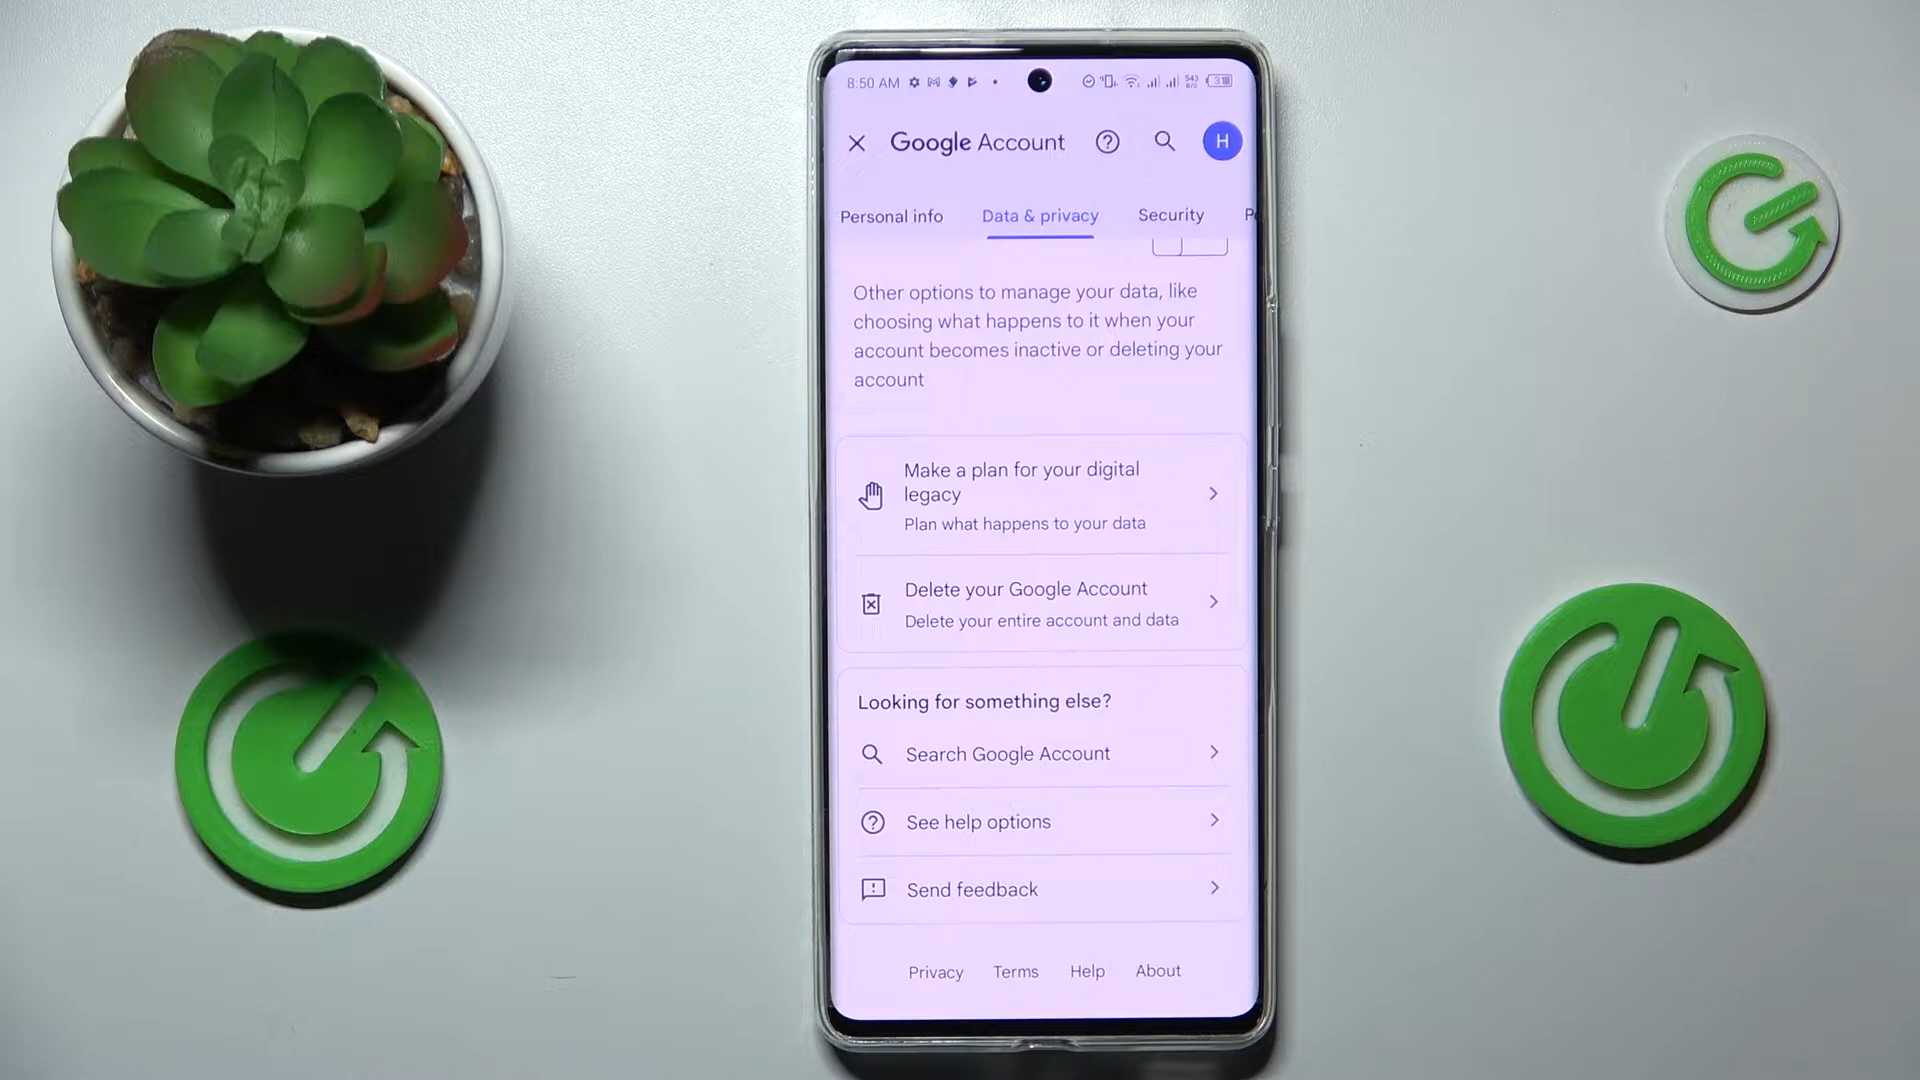 8:50 AM
Google Account
H
Personal info
Data & privacy
Security
Other options to manage your data, like
choosing what happens to it when your
account becomes inactive or deleting your
account
Make a plan for your digital
legacy
Plan what happens to your data
Delete your Google Account
Delete your entire account and data
Looking for something else?
Search Google Account
See help options
Send feedback
Privacy Terms Help About